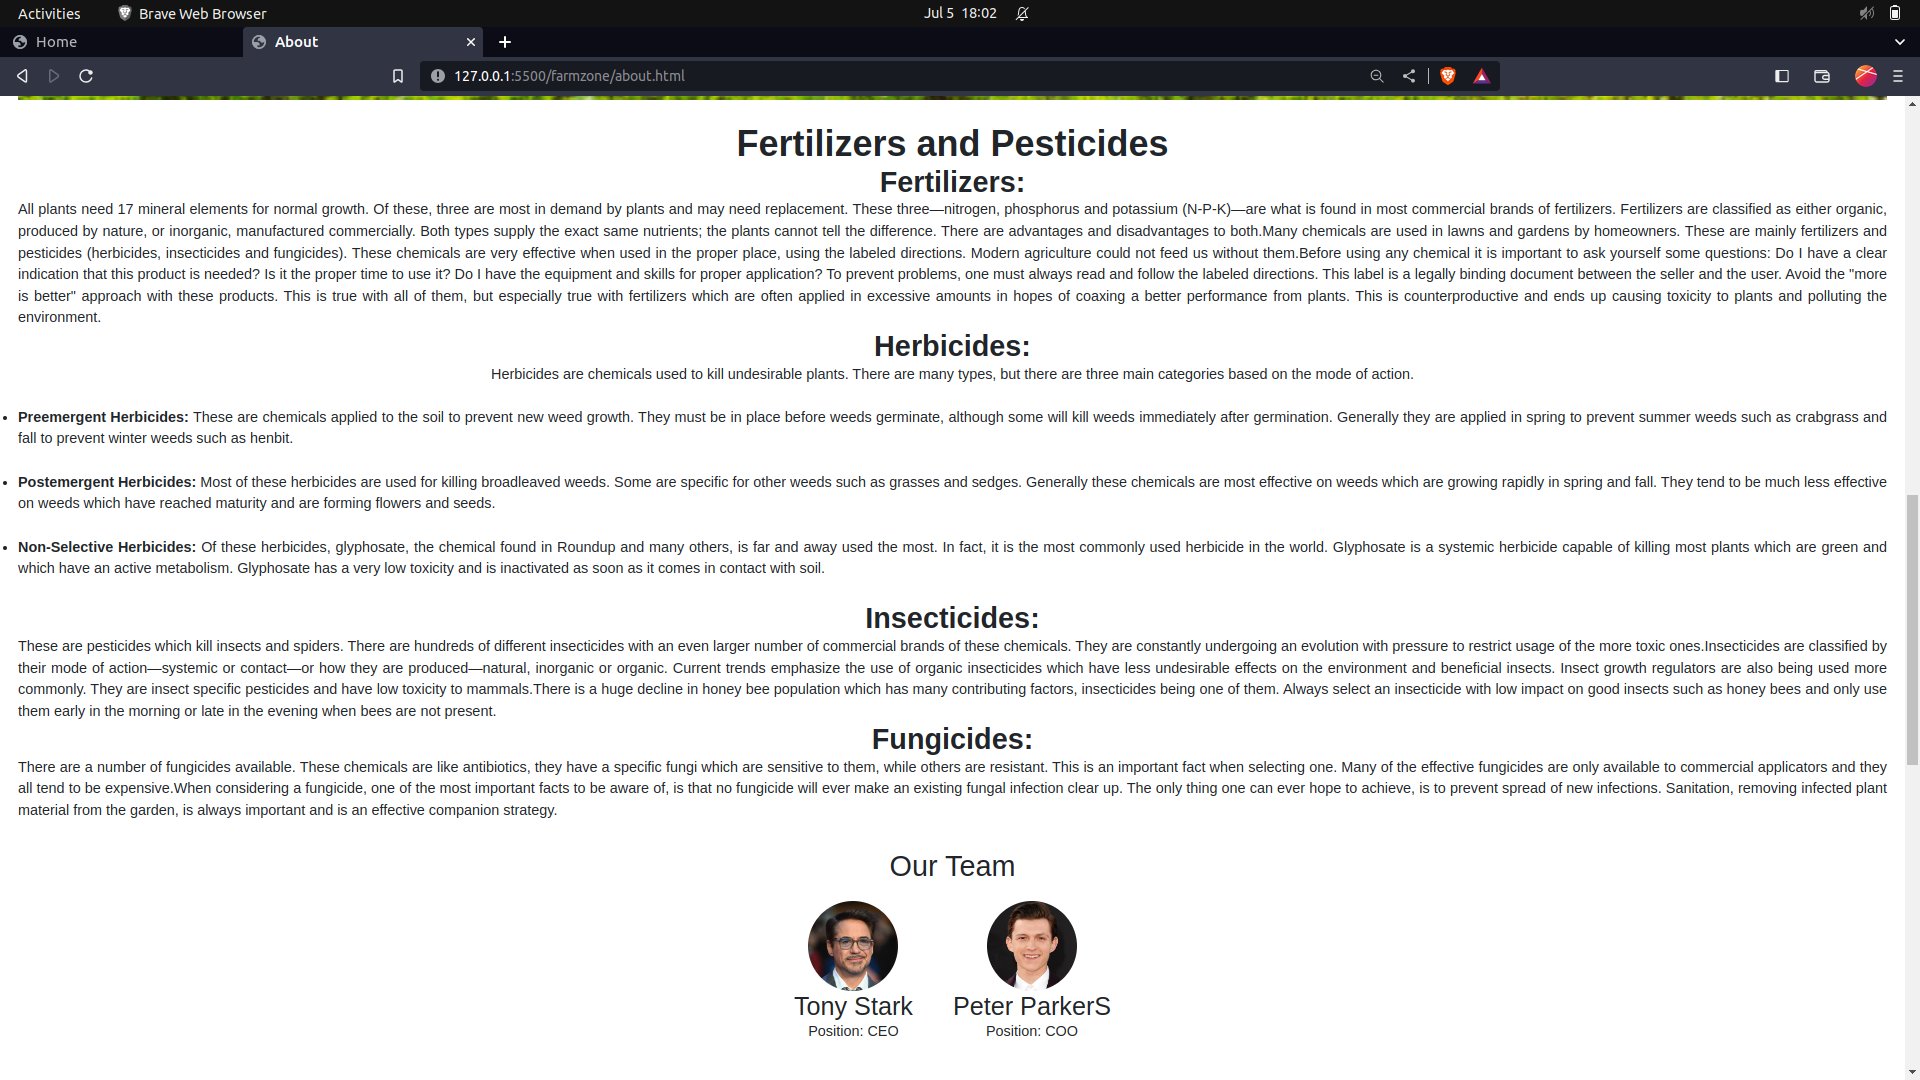 Activities Brave Web Browser Jul 5 18:02
Home About
127.0.0.1:5500/farmzone/about.html
Fertilizers and Pesticides
Fertilizers:
All plants need 17 mineral elements for normal growth. Of these, three are most in demand by plants and may need replacement. These three—nitrogen, phosphorus and potassium (N-P-K)—are what is found in most commercial brands of fertilizers. Fertilizers are classified as either organic,
produced by nature, or inorganic, manufactured commercially. Both types supply the exact same nutrients; the plants cannot tell the difference. There are advantages and disadvantages to both.Many chemicals are used in lawns and gardens by homeowners. These are mainly fertilizers and
pesticides (herbicides, insecticides and fungicides). These chemicals are very effective when used in the proper place, using the labeled directions. Modern agriculture could not feed us without them.Before using any chemical it is important to ask yourself some questions: Do I have a clear
indication that this product is needed? Is it the proper time to use it? Do I have the equipment and skills for proper application? To prevent problems, one must always read and follow the labeled directions. This label is a legally binding document between the seller and the user. Avoid the "more
is better" approach with these products. This is true with all of them, but especially true with fertilizers which are often applied in excessive amounts in hopes of coaxing a better performance from plants. This is counterproductive and ends up causing toxicity to plants and polluting the
environment.
Herbicides:
Herbicides are chemicals used to kill undesirable plants. There are many types, but there are three main categories based on the mode of action.
• Preemergent Herbicides: These are chemicals applied to the soil to prevent new weed growth. They must be in place before weeds germinate, although some will kill weeds immediately after germination. Generally they are applied in spring to prevent summer weeds such as crabgrass and
fall to prevent winter weeds such as henbit.
• Postemergent Herbicides: Most of these herbicides are used for killing broadleaved weeds. Some are specific for other weeds such as grasses and sedges. Generally these chemicals are most effective on weeds which are growing rapidly in spring and fall. They tend to be much less effective
on weeds which have reached maturity and are forming flowers and seeds.
• Non-Selective Herbicides: Of these herbicides, glyphosate, the chemical found in Roundup and many others, is far and away used the most. In fact, it is the most commonly used herbicide in the world. Glyphosate is a systemic herbicide capable of killing most plants which are green and
which have an active metabolism. Glyphosate has a very low toxicity and is inactivated as soon as it comes in contact with soil.
Insecticides:
These are pesticides which kill insects and spiders. There are hundreds of different insecticides with an even larger number of commercial brands of these chemicals. They are constantly undergoing an evolution with pressure to restrict usage of the more toxic ones.Insecticides are classified by
their mode of action—systemic or contact—or how they are produced—natural, inorganic or organic. Current trends emphasize the use of organic insecticides which have less undesirable effects on the environment and beneficial insects. Insect growth regulators are also being used more
commonly. They are insect specific pesticides and have low toxicity to mammals.There is a huge decline in honey bee population which has many contributing factors, insecticides being one of them. Always select an insecticide with low impact on good insects such as honey bees and only use
them early in the morning or late in the evening when bees are not present.
Fungicides:
There are a number of fungicides available. These chemicals are like antibiotics, they have a specific fungi which are sensitive to them, while others are resistant. This is an important fact when selecting one. Many of the effective fungicides are only available to commercial applicators and they
all tend to be expensive.When considering a fungicide, one of the most important facts to be aware of, is that no fungicide will ever make an existing fungal infection clear up. The only thing one can ever hope to achieve, is to prevent spread of new infections. Sanitation, removing infected plant
material from the garden, is always important and is an effective companion strategy.
Our Team
Tony Stark Peter ParkerS
Position: CEO Position: COO